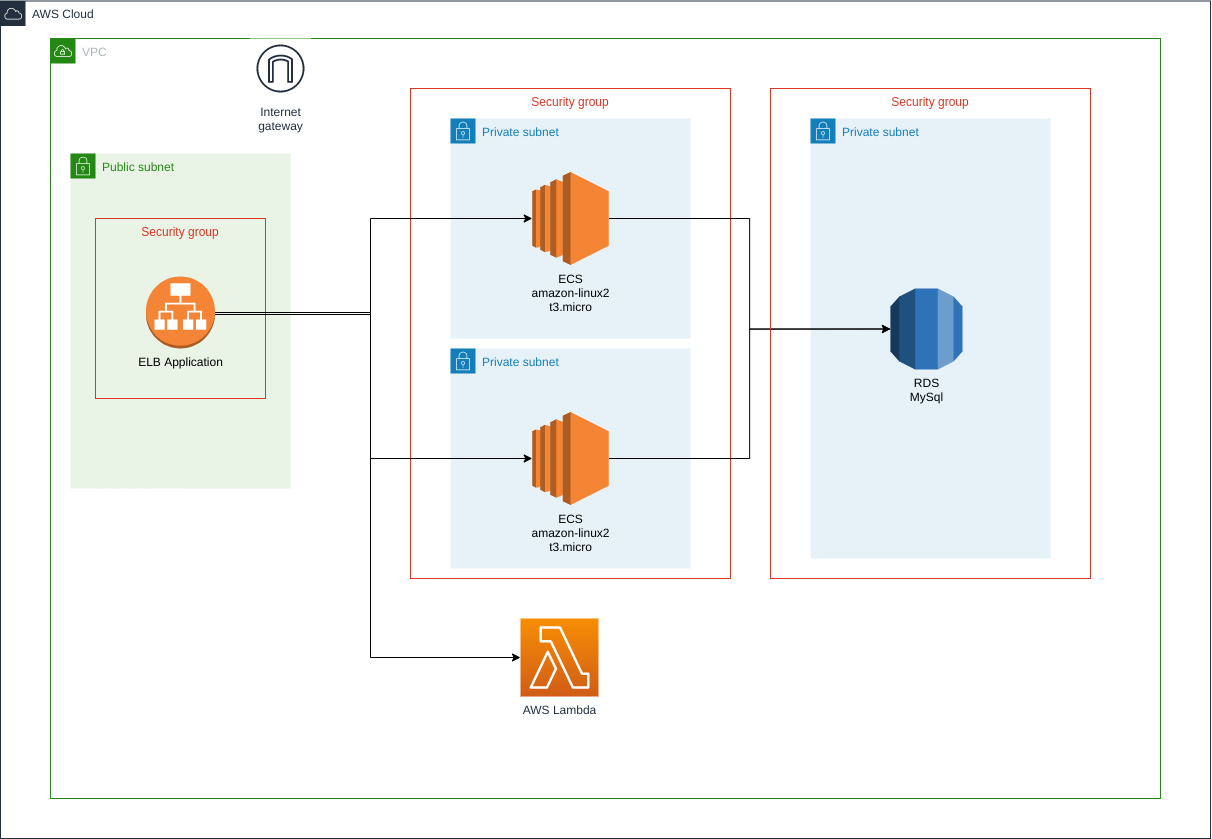 AWS Cloud
VPC
Internet
gateway
Public subnet
Security group
ELB Application
Security group
Private subnet
ECS
amazon-linux2
t3.micro
Private subnet
ECS
amazon-linux2
t3.micro
Security group
Private subnet
RDS
MySql
AWS Lambda